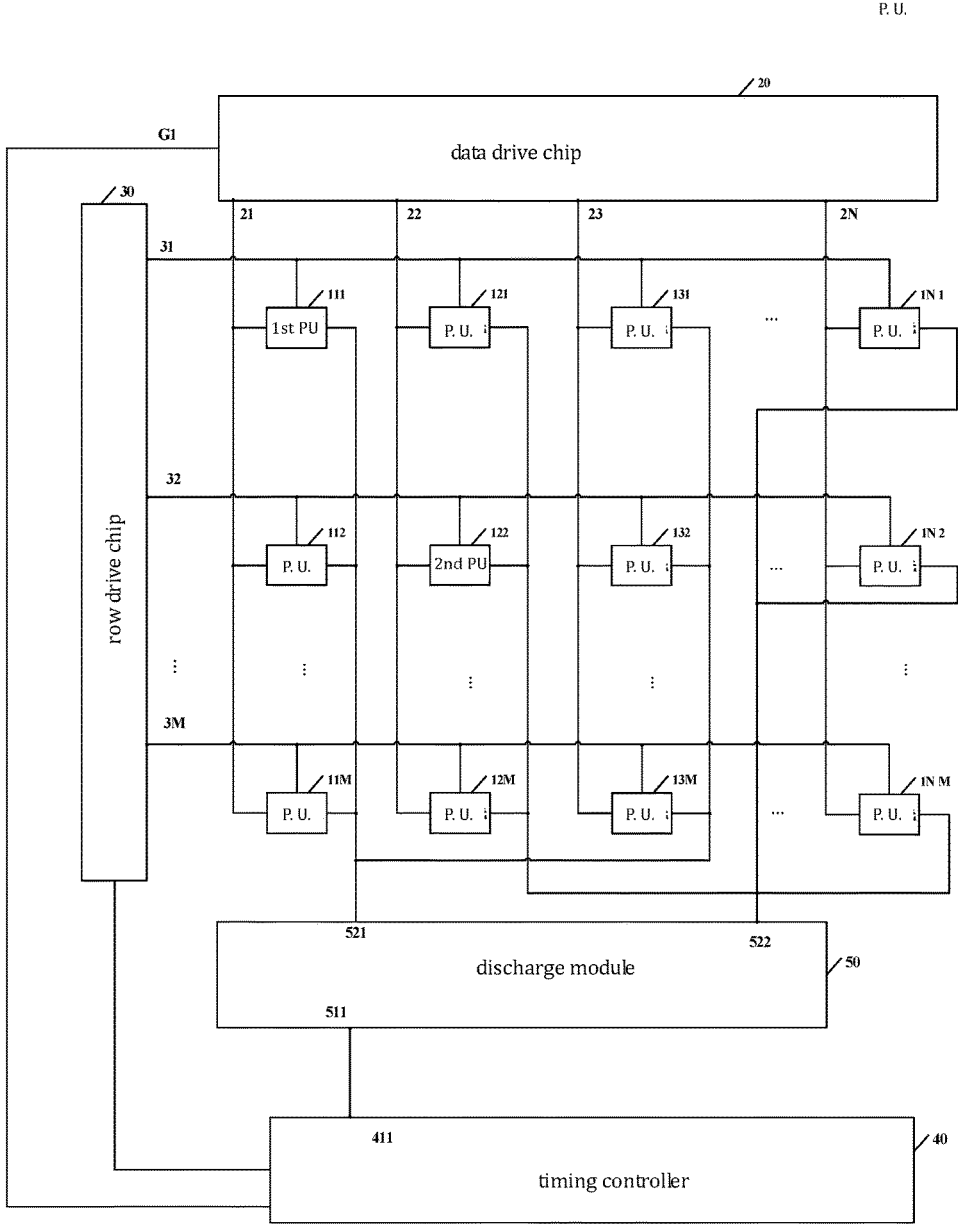 P. U.
20
G1
data drive chip
30
21
22
23
2N
31
111
121
131
1N 1
1st PU
P. U.
P. U.
...
P. U.
32
112
122
132
1N 2
P. U.
2nd PU
P. U.
...
P. U.
row drive chip
...
...
...
...
...
3M
11M
12M
13M
1N M
P. U.
P. U.
P. U.
...
P. U.
521
522
discharge module
50
511
411
40
timing controller